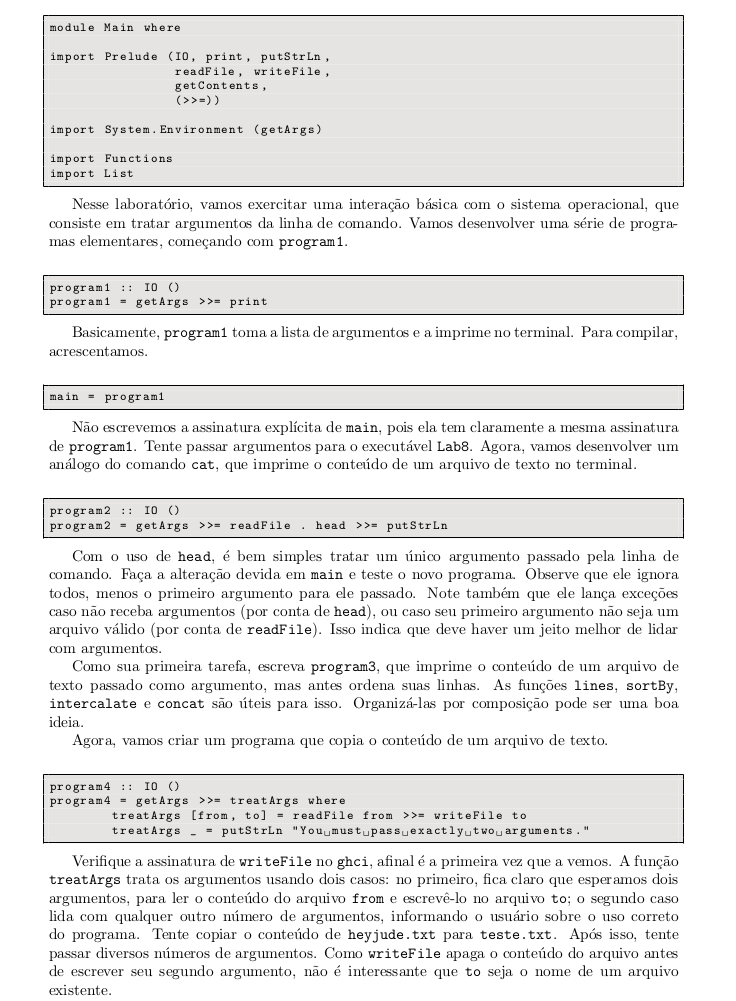 module Main where
import Prelude (IO, print, putStrLn,
readFile, writeFile,
getContents,
(>>=))
import System.Environment (getArgs)
import Functions
import List
Nesse laboratório, vamos exercitar uma interação básica com o sistema operacional, que
consiste em tratar argumentos da linha de comando. Vamos desenvolver uma série de progra-
mas elementares, começando com program1.
program1 :: IO ()
program1 = getArgs >>= print
Basicamente, program1 toma a lista de argumentos e a imprime no terminal. Para compilar,
acrescentamos.
main = program1
Não escrevemos a assinatura explícita de main, pois ela tem claramente a mesma assinatura
de program1. Tente passar argumentos para o executável Lab8. Agora, vamos desenvolver um
análogo do comando cat, que imprime o conteúdo de um arquivo de texto no terminal.
program2 :: IO ()
program2 = getArgs >>= readFile . head >>= putStrLn
Com o uso de head, é bem simples tratar um único argumento passado pela linha de
comando. Faça a alteração devida em main e teste o novo programa. Observe que ele ignora
todos, menos o primeiro argumento para ele passado. Note também que ele lança exceções
caso não receba argumentos (por conta de head), ou caso seu primeiro argumento não seja um
arquivo válido (por conta de readFile). Isso indica que deve haver um jeito melhor de lidar
com argumentos.
Como sua primeira tarefa, escreva program3, que imprime o conteúdo de um arquivo de
texto passado como argumento, mas antes ordena suas linhas. As funções lines, sortBy,
intercalate e concat são úteis para isso. Organizá-las por composição pode ser uma boa
ideia.
Agora, vamos criar um programa que copia o conteúdo de um arquivo de texto.
program4 :: IO ()
program4 = getArgs >>= treatArgs where
treatArgs [from, to] = readFile from >>= writeFile to
treatArgs _ = putStrLn "You␣must␣pass␣exactly␣two␣arguments."
Verifique a assinatura de writeFile no ghci, afinal é a primeira vez que a vemos. A função
treatArgs trata os argumentos usando dois casos: no primeiro, fica claro que esperamos dois
argumentos, para ler o conteúdo do arquivo from e escrevê-lo no arquivo to; o segundo caso
lida com qualquer outro número de argumentos, informando o usuário sobre o uso correto
do programa. Tente copiar o conteúdo de heyjude.txt para teste.txt. Após isso, tente
passar diversos números de argumentos. Como writeFile apaga o conteúdo do arquivo antes
de escrever seu segundo argumento, não é interessante que to seja o nome de um arquivo
existente.